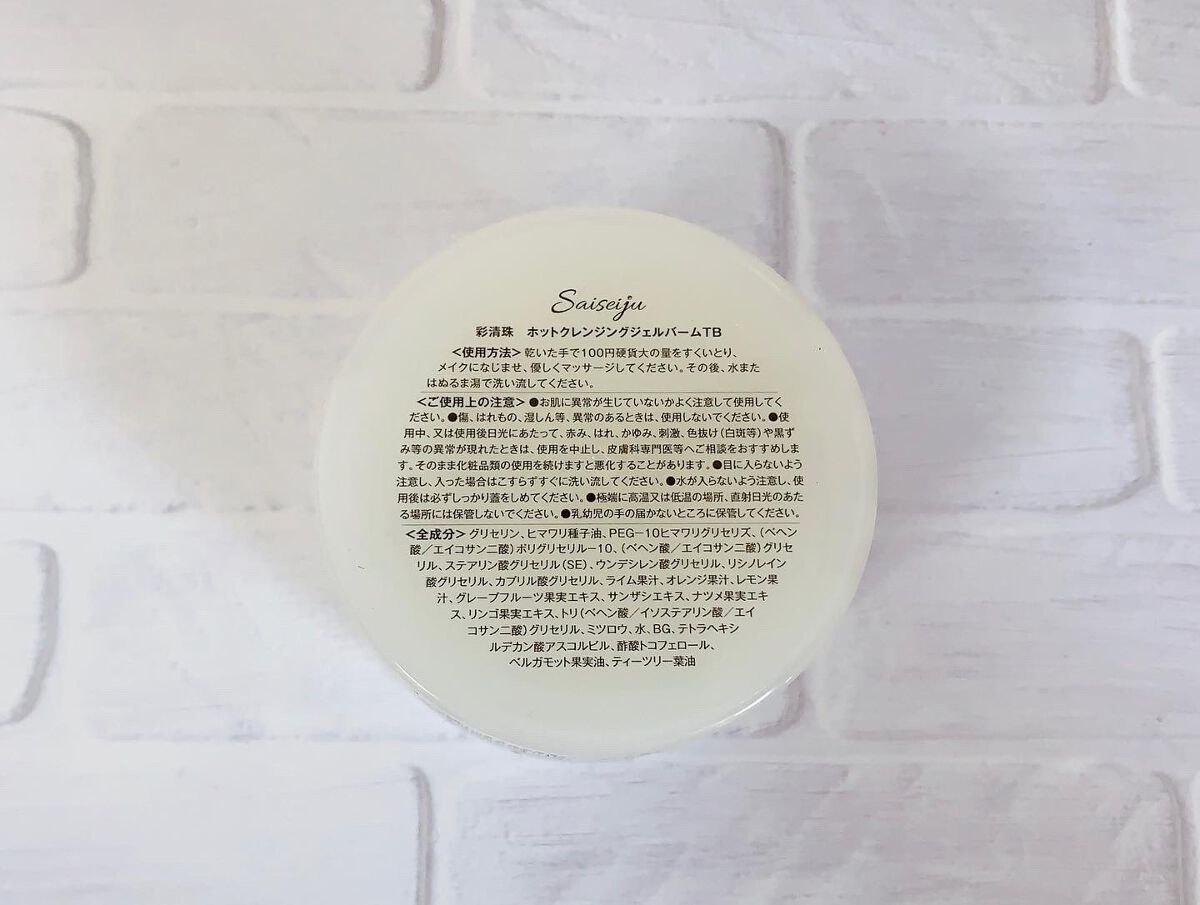 Saiseiju
彩清珠　ホットクレンジングジェルバームTB
＜使用方法＞乾いた手で100円硬貨大の量をすくいとり、
メイクになじませ、優しくマッサージしてください。その後、水また
はぬるま湯で洗い流してください。
＜ご使用上の注意＞●お肌に異常が生じていないかよく注意して使用してく
ださい。●傷、はれもの、湿しん等、異常のあるときは、使用しないでください。●使
用中、又は使用後日光にあたって、赤み、はれ、かゆみ、刺激、色抜け（白斑等）や黒ず
み等の異常が現れたときは、使用を中止し、皮膚科専門医等へご相談をおすすめしま
す。そのまま化粧品類の使用を続けますと悪化することがあります。●目に入らないよう
注意し、入った場合はこすらずすぐに洗い流してください。●水が入らないよう注意し、使
用後は必ずしっかり蓋をしめてください。●極端に高温又は低温の場所、直射日光のあた
る場所には保管しないでください。●乳幼児の手の届かないところに保管してください。
＜全成分＞グリセリン、ヒマワリ種子油、PEG−10ヒマワリグリセリズ、（ベヘン
酸／エイコサン二酸）ポリグリセリル−10、（ベヘン酸／エイコサン二酸）グリセ
リル、ステアリン酸グリセリル（SE）、ウンデシレン酸グリセリル、リシノレイン
酸グリセリル、カプリル酸グリセリル、ライム果汁、オレンジ果汁、レモン果
汁、グレープフルーツ果実エキス、サンザシエキス、ナツメ果実エキ
ス、リンゴ果実エキス、トリ（ベヘン酸／イソステアリン酸／エイ
コサン二酸）グリセリル、ミツロウ、水、BG、テトラヘキシ
ルデカン酸アスコルビル、酢酸トコフェロール、
ベルガモット果実油、ティーツリー葉油